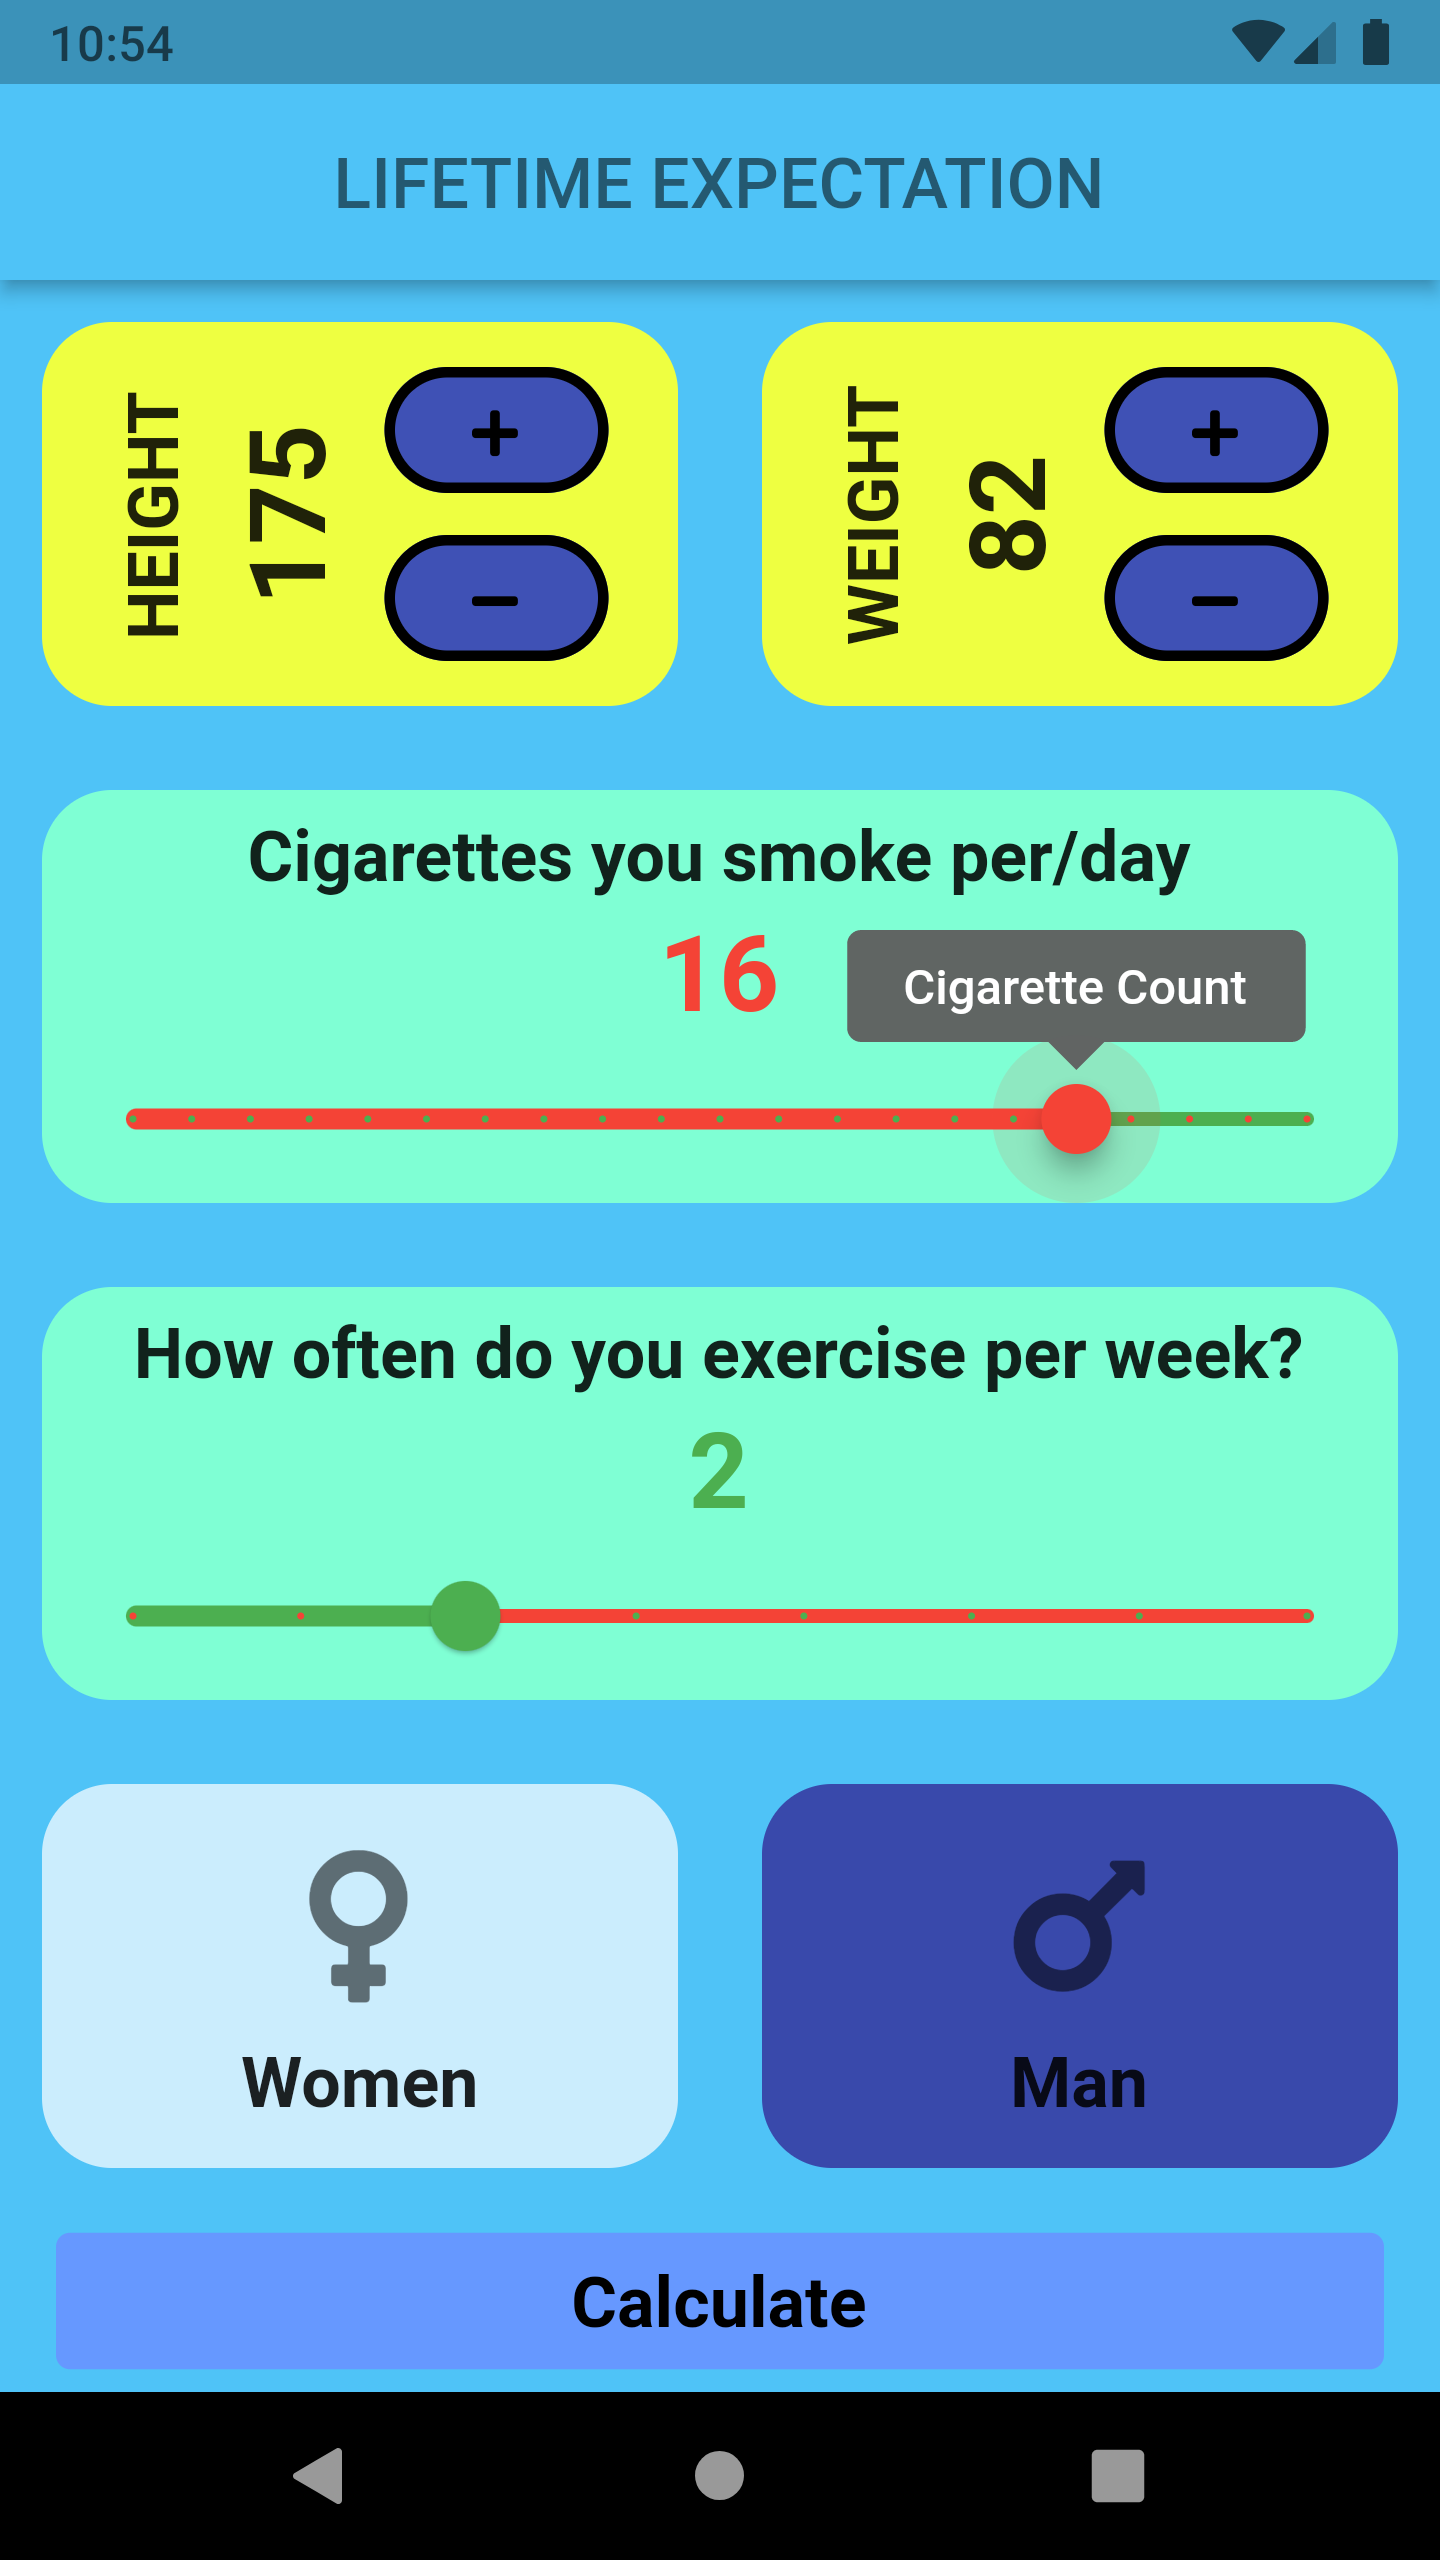 10:54
LIFETIME EXPECTATION
HEIGHT
175
+
-
WEIGHT
82
+
-
Cigarettes you smoke per/day
16
Cigarette Count
How often do you exercise per week?
2
Women
Man
Calculate